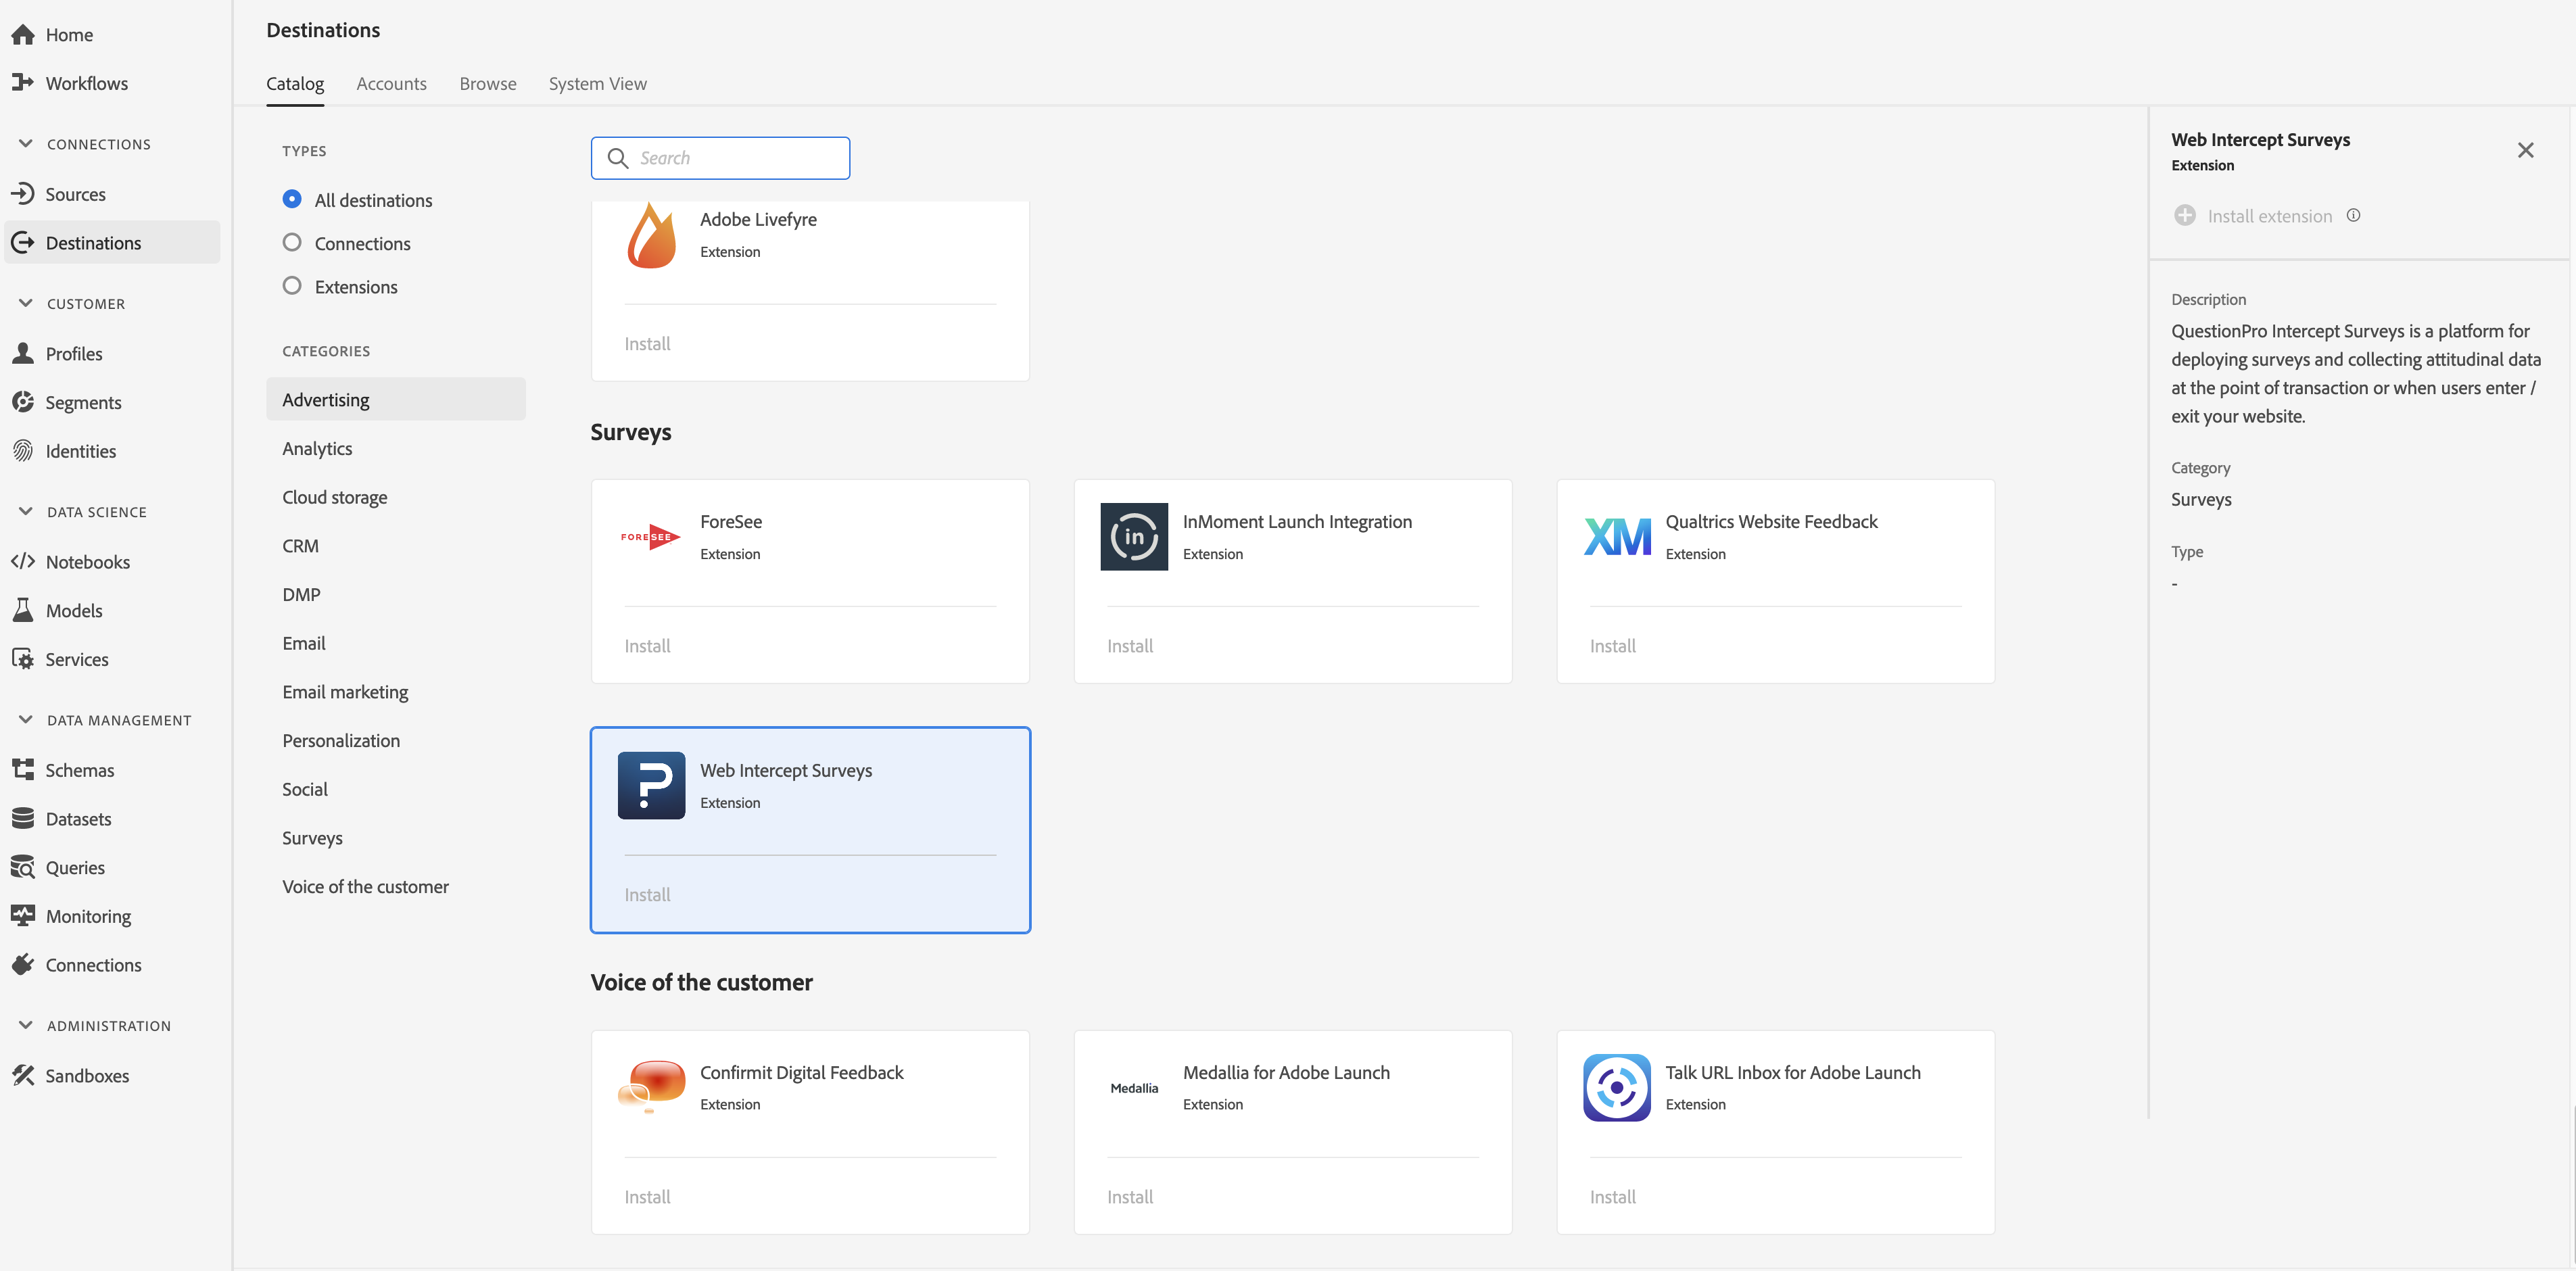 Home
Workflows
CONNECTIONS
Sources
Destinations
CUSTOMER
Profiles
Segments
Identities
DATA SCIENCE
Notebooks
Models
Services
DATA MANAGEMENT
Schemas
Datasets
Queries
Monitoring
Connections
ADMINISTRATION
Sandboxes
Destinations
Catalog Accounts Browse System View
TYPES
All destinations
Connections
Extensions
CATEGORIES
Advertising
Analytics
Cloud storage
CRM
DMP
Email
Email marketing
Personalization
Social
Surveys
Voice of the customer
Search
Adobe Livefyre
Extension
Install
Surveys
FORESEE
ForeSee
Extension
Install
in
InMoment Launch Integration
Extension
Install
XM
Qualtrics Website Feedback
Extension
Install
Web Intercept Surveys
Extension
Install
Voice of the customer
Confirmit Digital Feedback
Extension
Install
Medallia
Medallia for Adobe Launch
Extension
Install
Talk URL Inbox for Adobe Launch
Extension
Install
Web Intercept Surveys
Extension
Install extension
Description
QuestionPro Intercept Surveys is a platform for
deploying surveys and collecting attitudinal data
at the point of transaction or when users enter /
exit your website.
Category
Surveys
Type
-